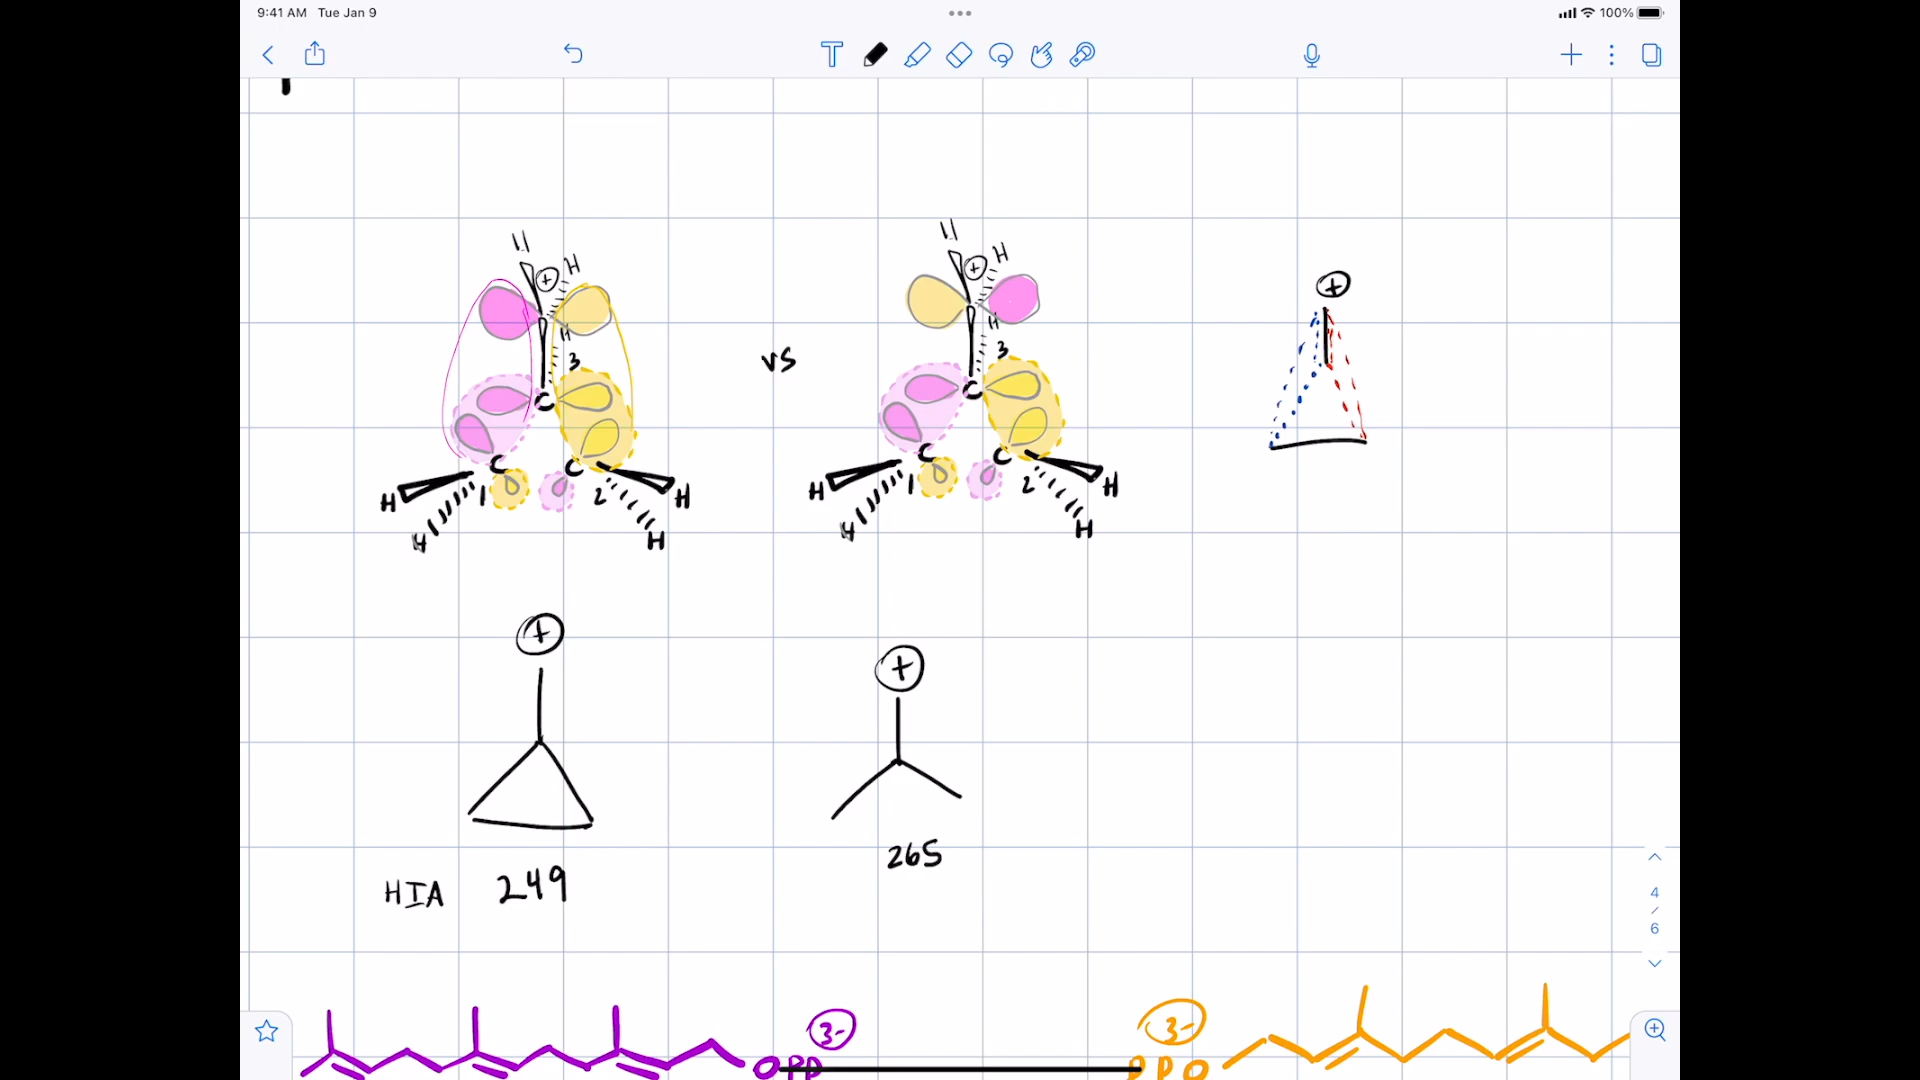 9:41 AM Tue Jan 9
100%
T
H
+ H
H
3
C
C C
H 1 2 H
H H
vs
H
+ H
H
3
C
C C
H 1 2 H
H H
+
+
+
HIA 249
265
4
/
6
3-
OPP
3-
PPO